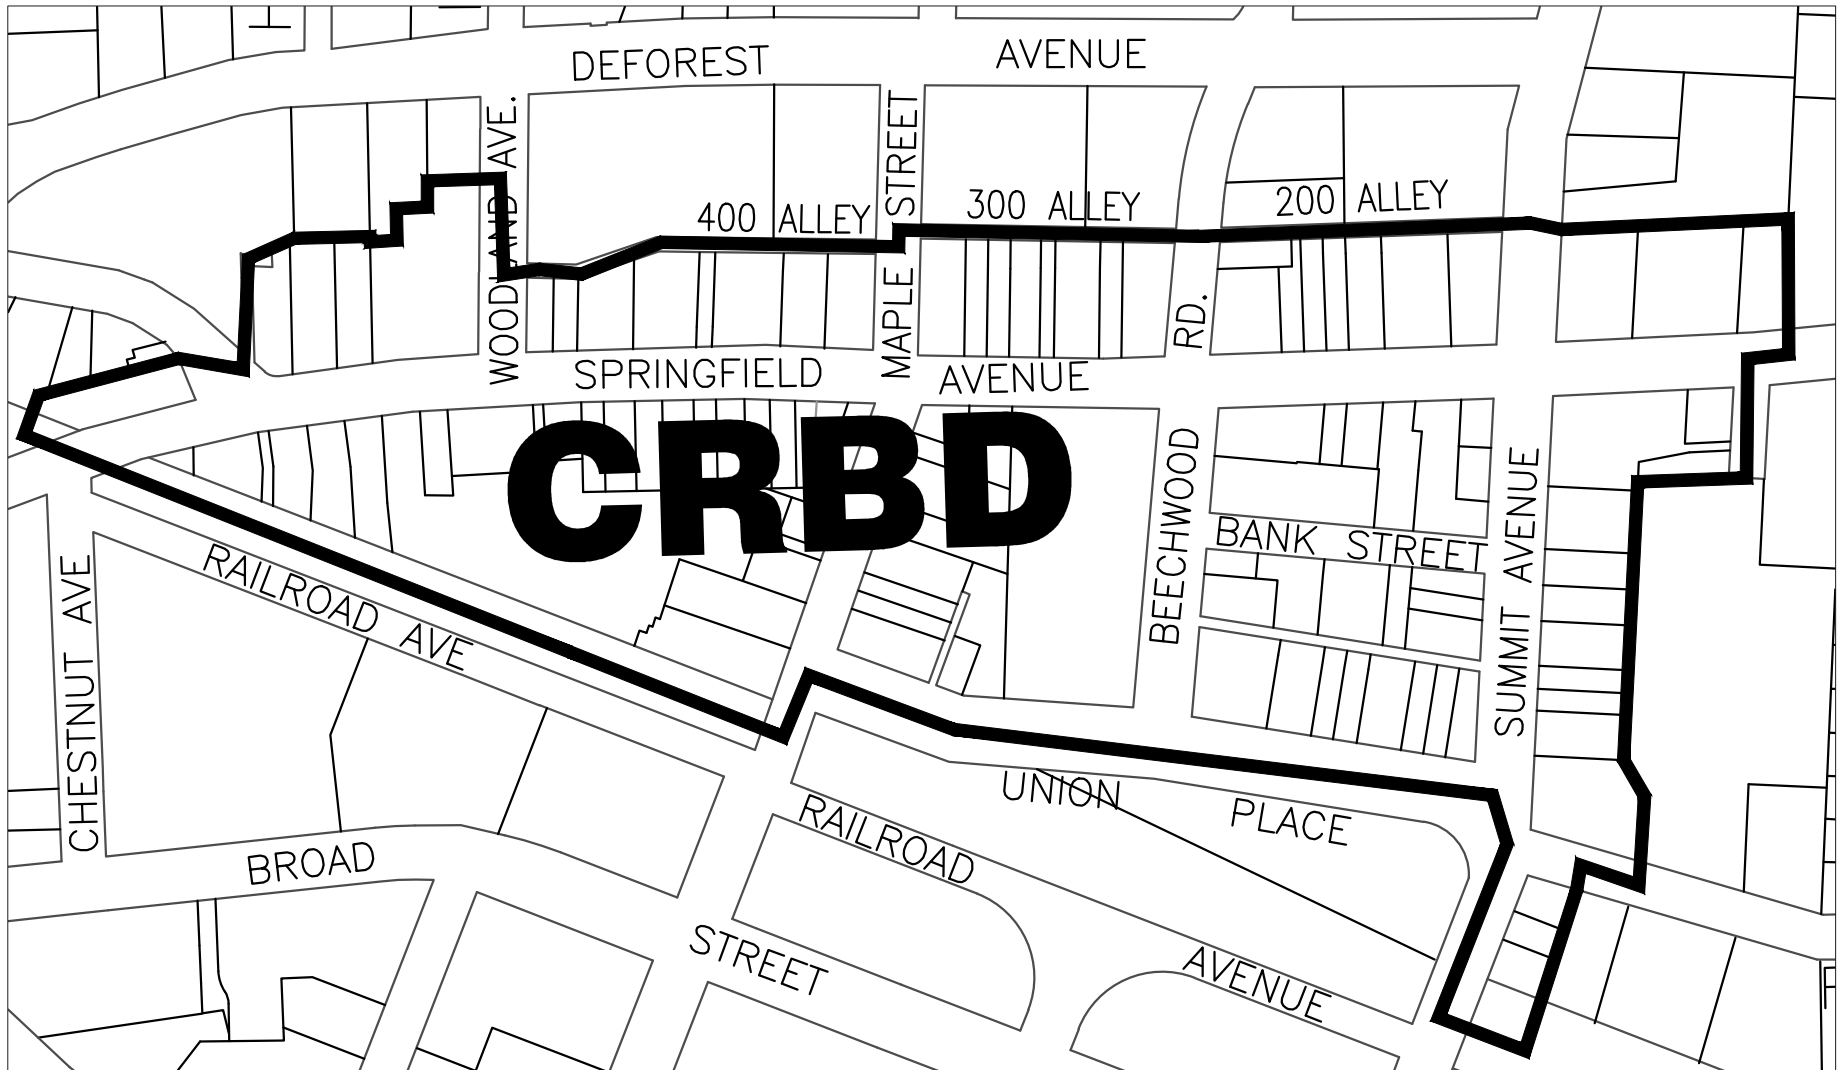 DEFOREST AVENUE
WOODLAND AVE.
MAPLE STREET
400 ALLEY
300 ALLEY
200 ALLEY
SPRINGFIELD AVENUE
BEECHWOOD RD.
CRBD
BANK STREET
SUMMIT AVENUE
CHESTNUT AVE
RAILROAD AVE
UNION PLACE
RAILROAD AVENUE
BROAD STREET